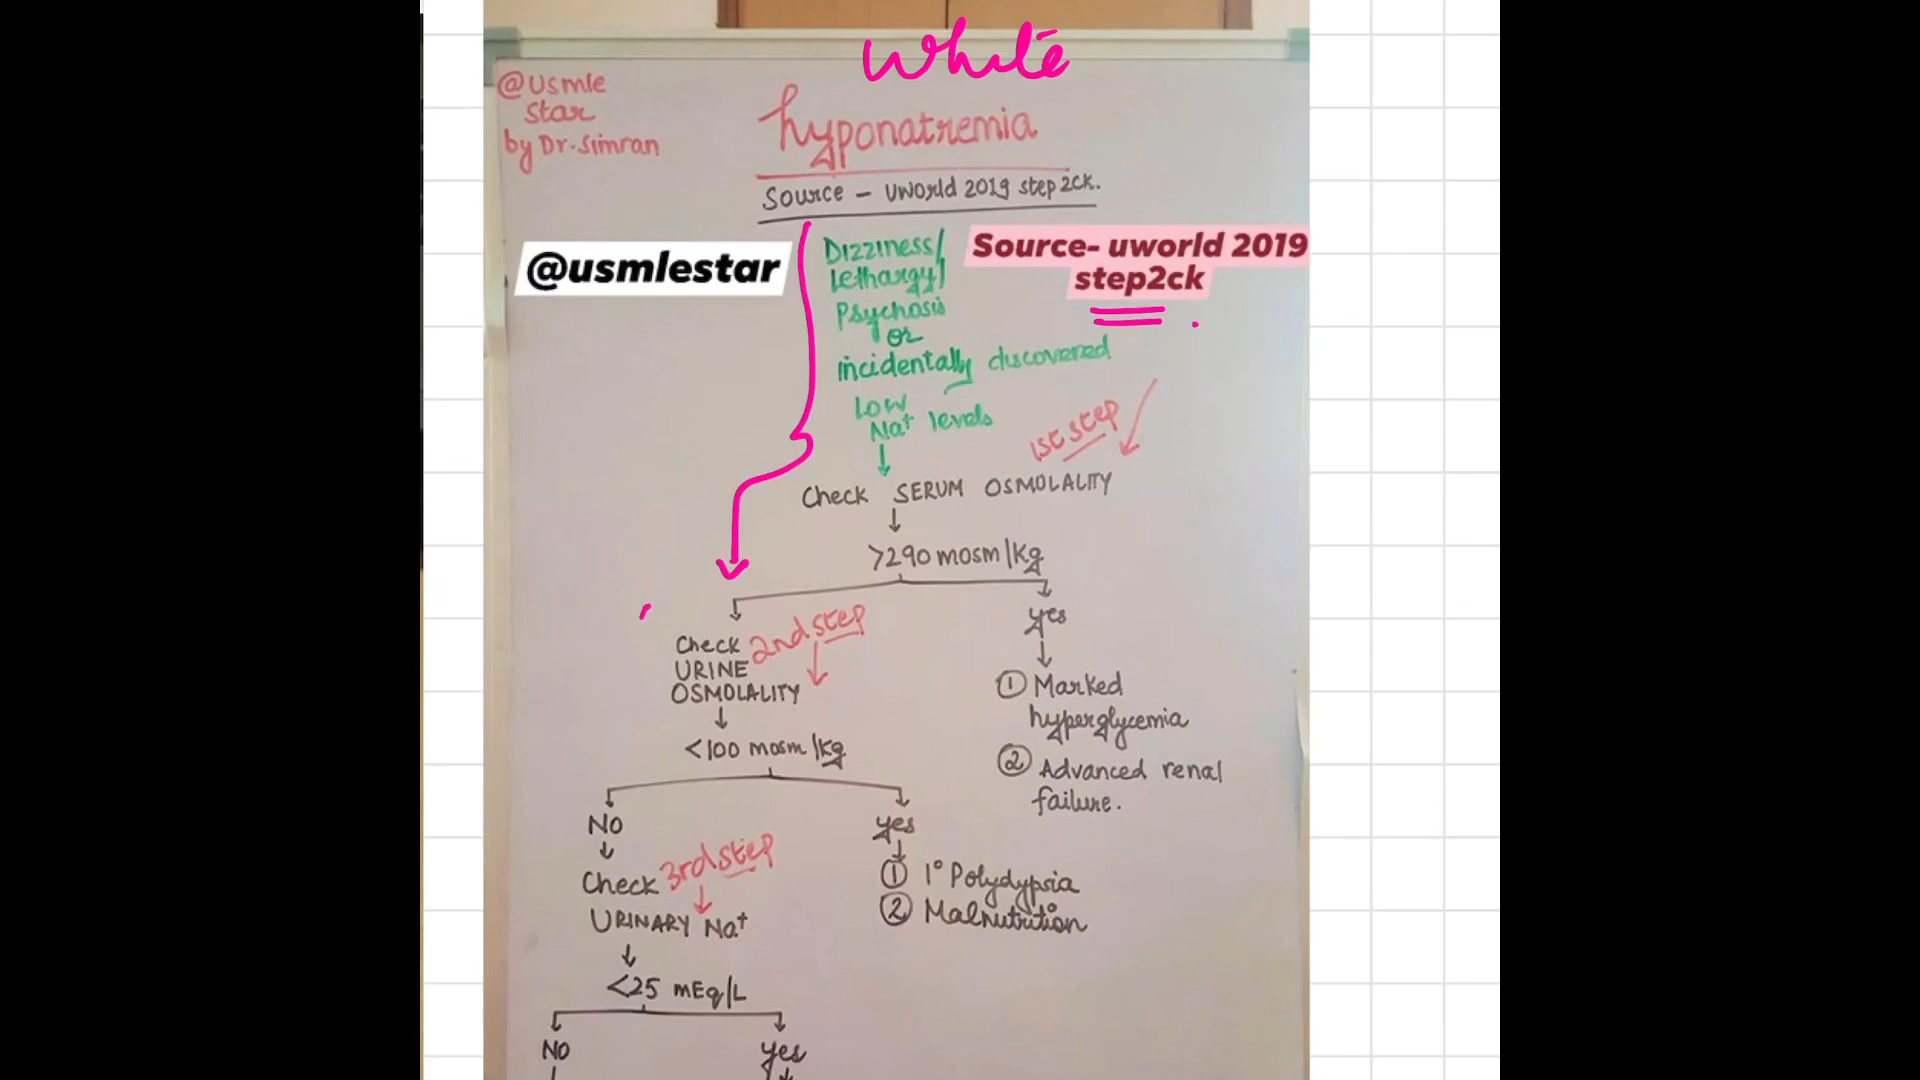 White
@Usmle
Star
by Dr. Simran
hyponatremia
Source – UWorld 2019 step 2ck.
@usmlestar
Source- uworld 2019
step2ck
Dizziness/
Lethargy/
Psychosis
or
incidentally discovered
Low
Na+ levels
1st step
Check SERUM OSMOLALITY
>290 mosm/kg
2nd step
Check
URINE
OSMOLALITY
yes
① Marked
hyperglycemia
② Advanced renal
failure.
<100 mosm/kg
No
yes
3rd step
Check
URINARY Na+
① 1° Polydypsia
② Malnutrition
<25 mEq/L
No
yes